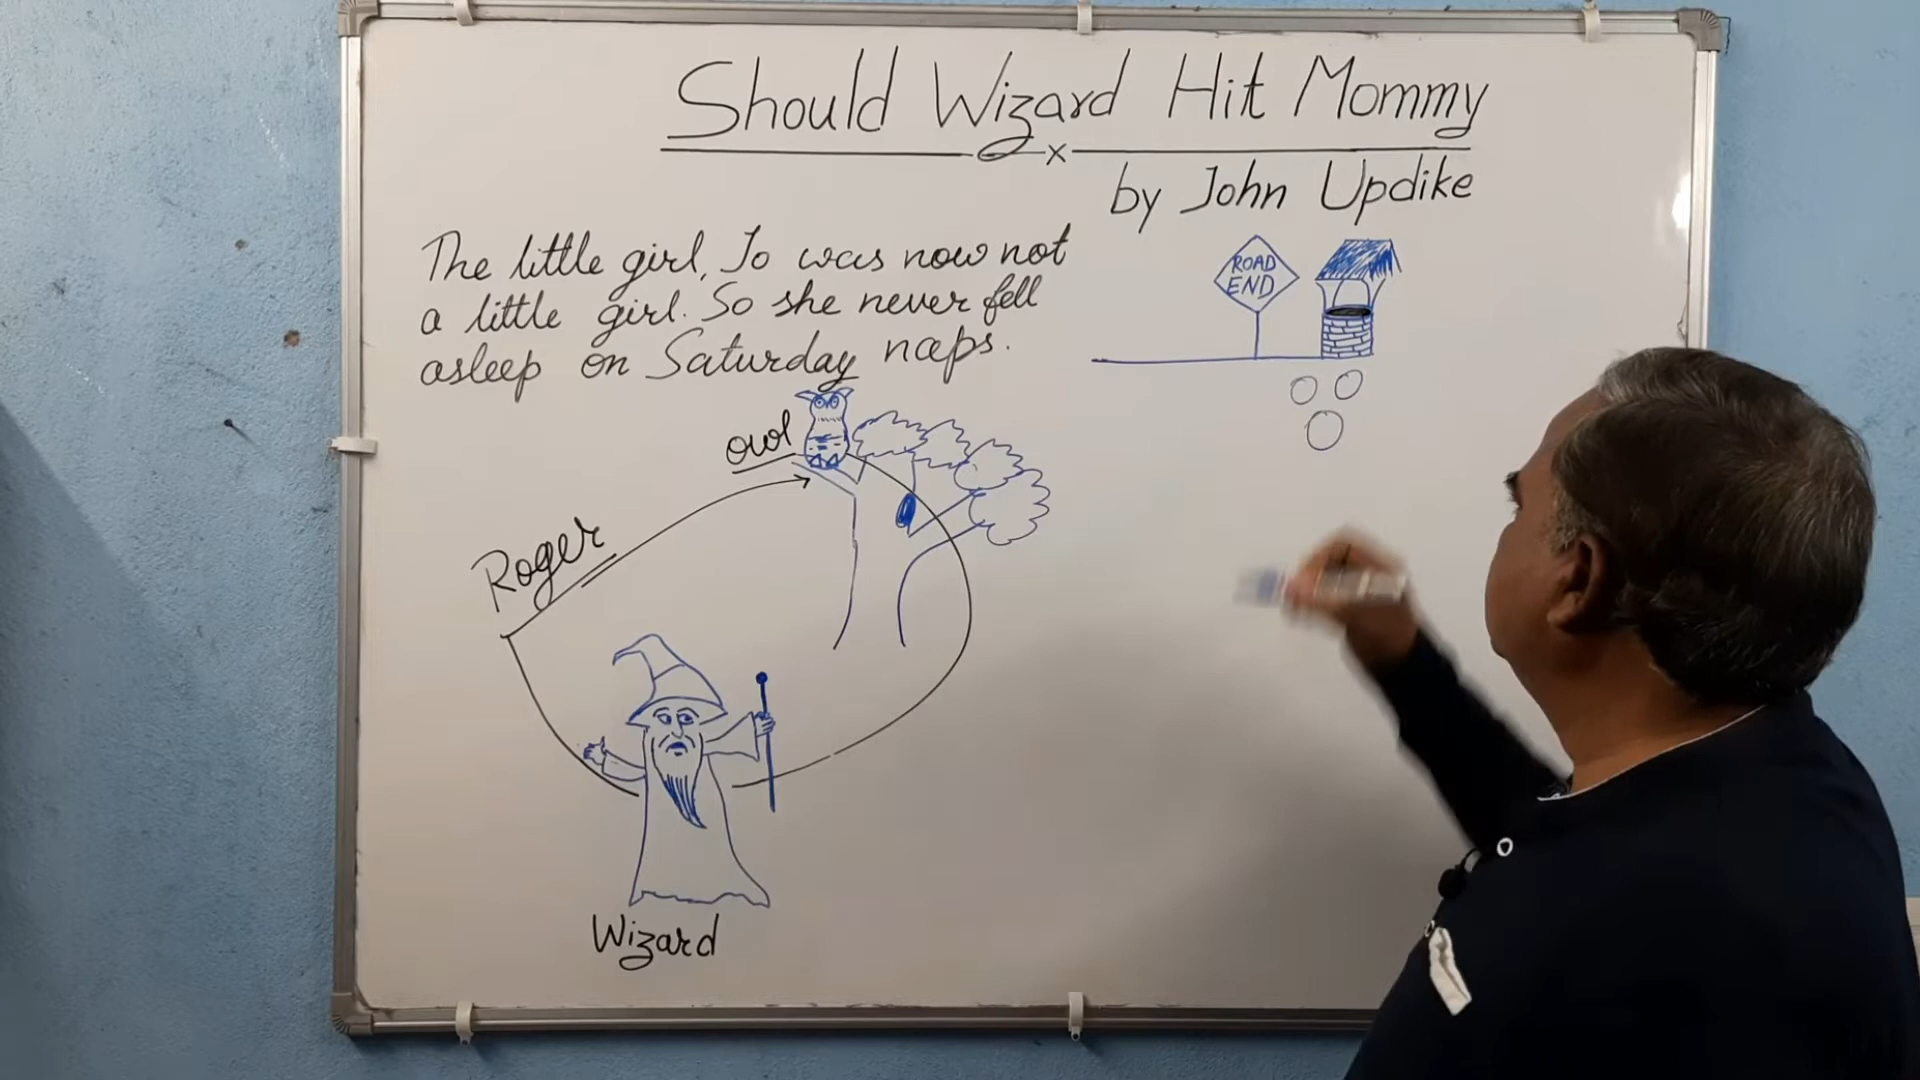 Should Wizard Hit Mommy
by John Updike
The little girl, Jo was now not
a little girl. So she never fell
asleep on Saturday naps.
ROAD
END
owl
Roger
Wizard